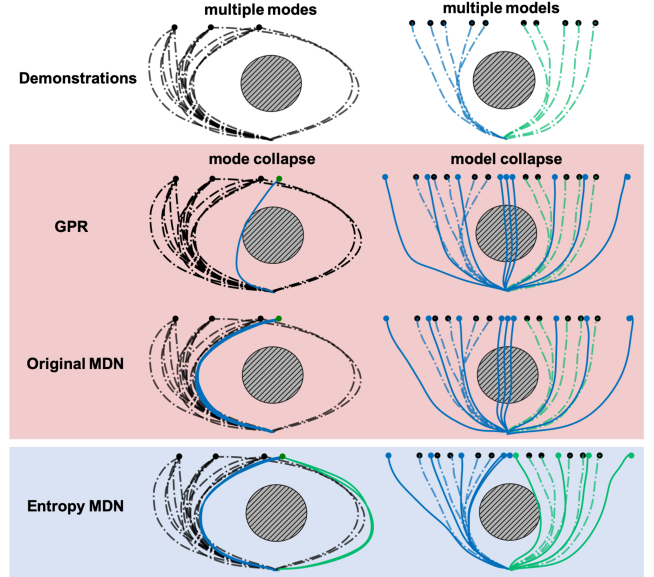 multiple modes
multiple models
Demonstrations
mode collapse
model collapse
GPR
Original MDN
Entropy MDN